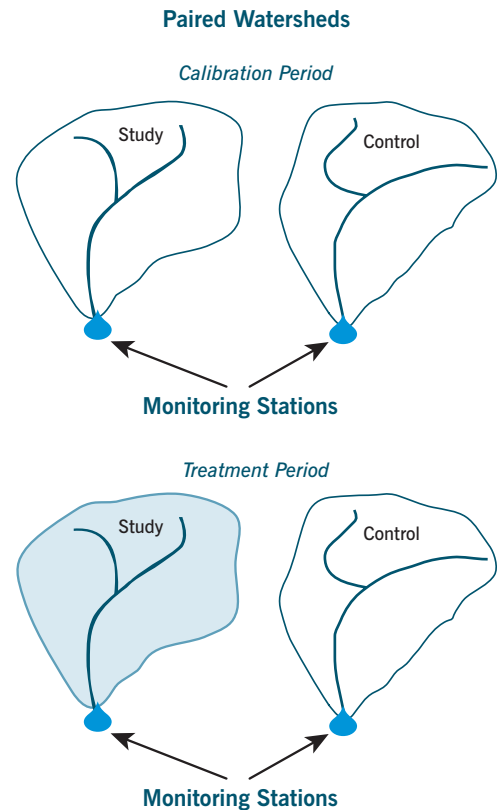 Paired Watersheds
Calibration Period
Study
Control
Monitoring Stations
Treatment Period
Study
Control
Monitoring Stations